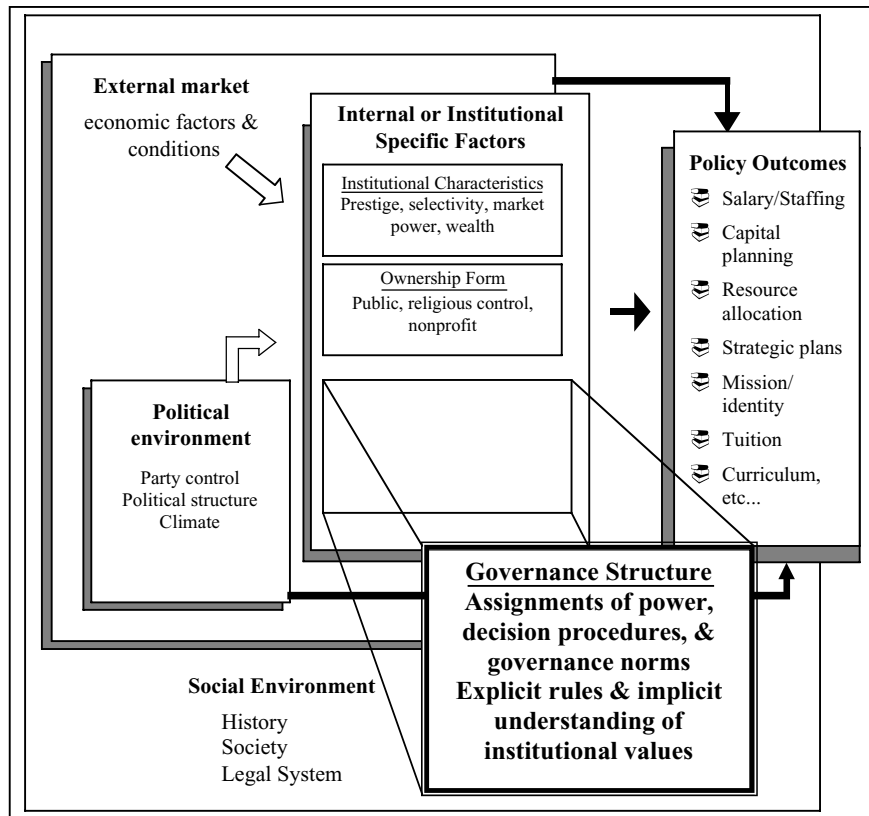 External market
economic factors &
conditions
Internal or Institutional
Specific Factors
Institutional Characteristics
Prestige, selectivity, market
power, wealth
Ownership Form
Public, religious control,
nonprofit
Political
environment
Party control
Political structure
Climate
Policy Outcomes
Salary/Staffing
Capital
planning
Resource
allocation
Strategic plans
Mission/
identity
Tuition
Curriculum,
etc...
Governance Structure
Assignments of power,
decision procedures, &
governance norms
Explicit rules & implicit
understanding of
institutional values
Social Environment
History
Society
Legal System